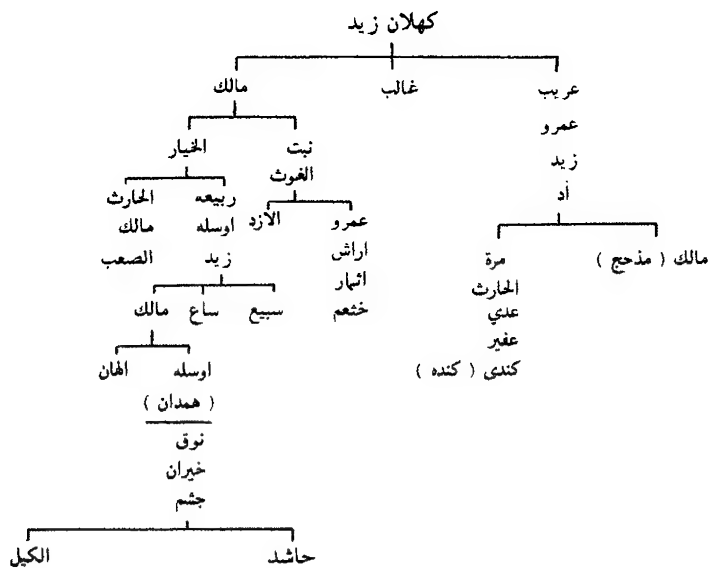 كهلان زيد
عريب غالب مالك
عمرو
زيد
أد
نبت الخيار
الغوث
ربيعه الحارث
عمرو الازد
اوسله مالك
اراش
زيد الصعب
مالك ( مذحج ) مرة
انمار
الحارث
خثعم
عدي
سبيع ساع مالك
عفير
كندى ( كنده )
اوسله الهان
( همدان )
نوق
خيران
جشم
حاشد الكيل